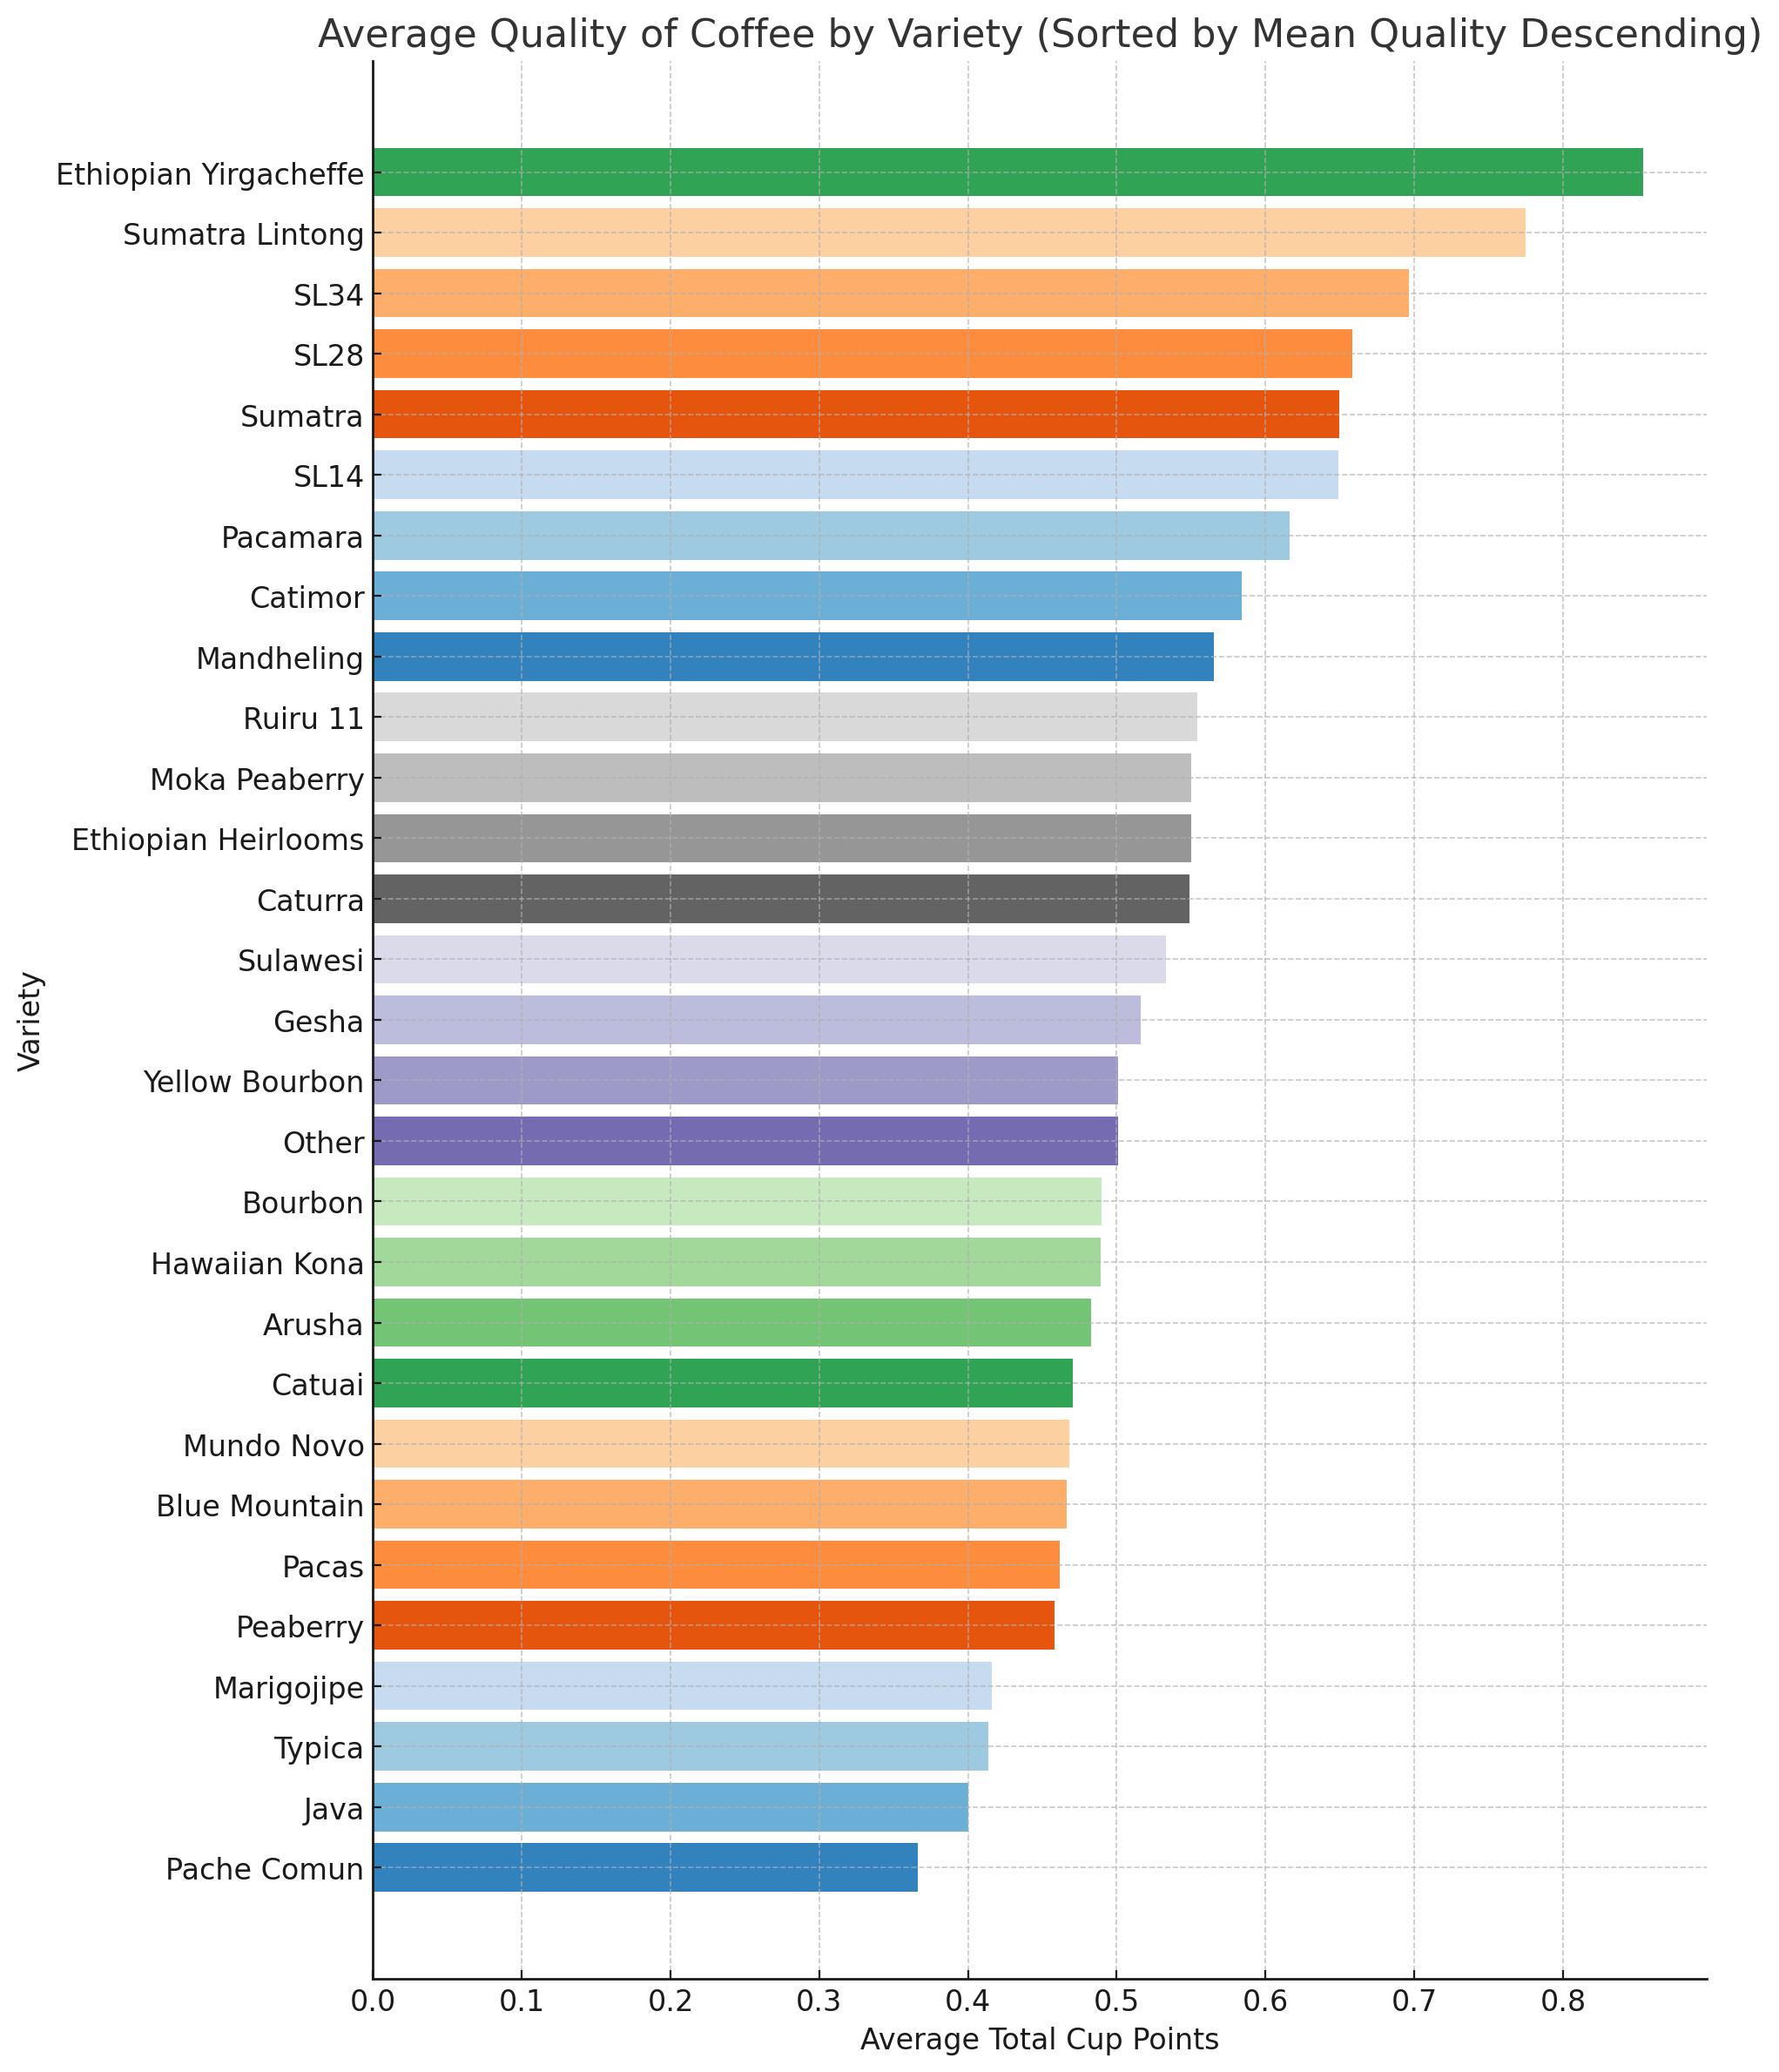 Average Quality of Coffee by Variety (Sorted by Mean Quality Descending)
Ethiopian Yirgacheffe
Sumatra Lintong
SL34
SL28
Sumatra
SL14
Pacamara
Catimor
Mandheling
Ruiru 11
Moka Peaberry
Ethiopian Heirlooms
Caturra
Sulawesi
Gesha
Yellow Bourbon
Other
Bourbon
Hawaiian Kona
Arusha
Catuai
Mundo Novo
Blue Mountain
Pacas
Peaberry
Marigojipe
Typica
Java
Pache Comun
Variety
0.0 0.1 0.2 0.3 0.4 0.5 0.6 0.7 0.8
Average Total Cup Points